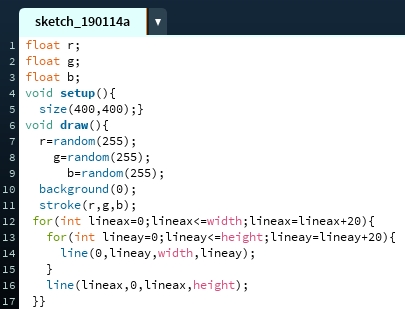 sketch_190114a ▼
1 float r;
2 float g;
3 float b;
4 void setup(){
5   size(400,400);}
6 void draw(){
7   r=random(255);
8     g=random(255);
9       b=random(255);
10   background(0);
11   stroke(r,g,b);
12  for(int lineax=0;lineax<=width;lineax=lineax+20){
13    for(int lineay=0;lineay<=height;lineay=lineay+20){
14      line(0,lineay,width,lineay);
15    }
16    line(lineax,0,lineax,height);
17  }}